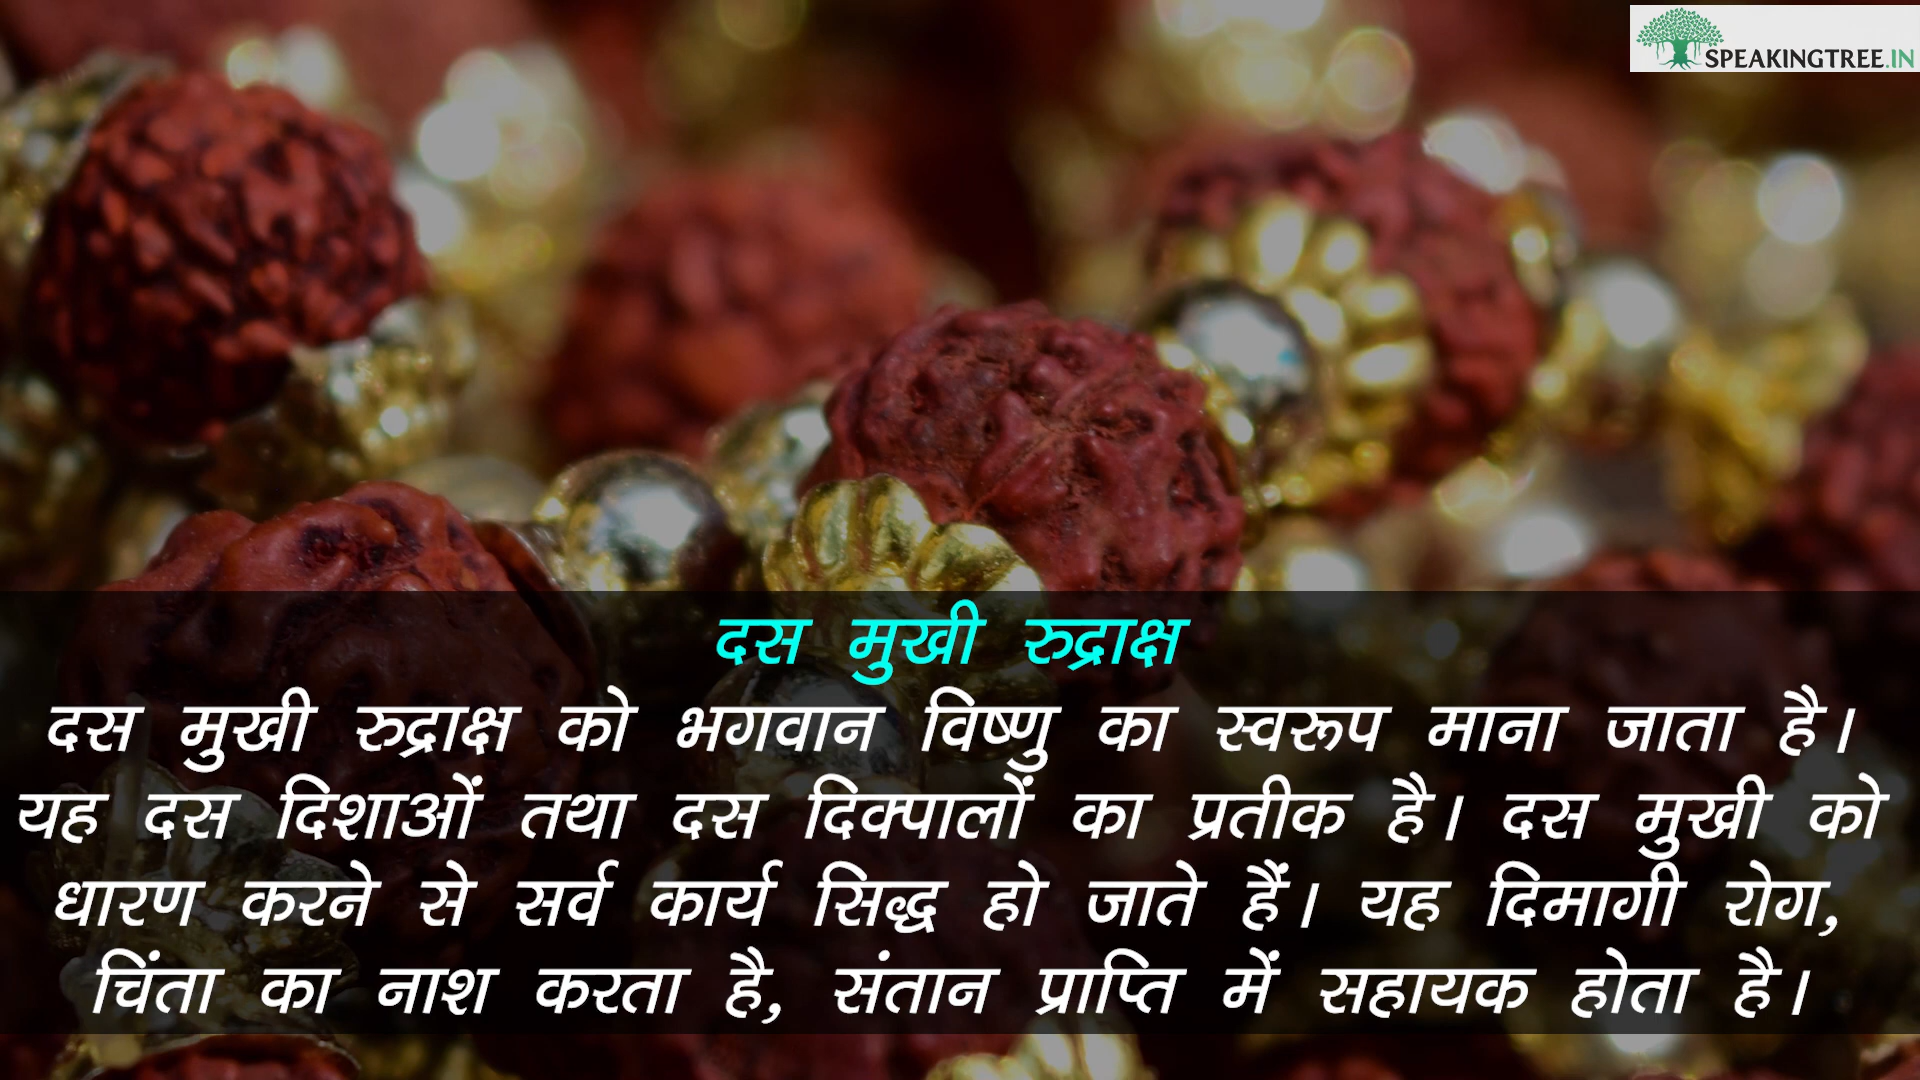 SPEAKINGTREE.IN
दस मुखी रुद्राक्ष
दस मुखी रुद्राक्ष को भगवान विष्णु का स्वरूप माना जाता है।
यह दस दिशाओं तथा दस दिक्पालों का प्रतीक है। दस मुखी को
धारण करने से सर्व कार्य सिद्ध हो जाते हैं। यह दिमागी रोग,
चिंता का नाश करता है, संतान प्राप्ति में सहायक होता है।